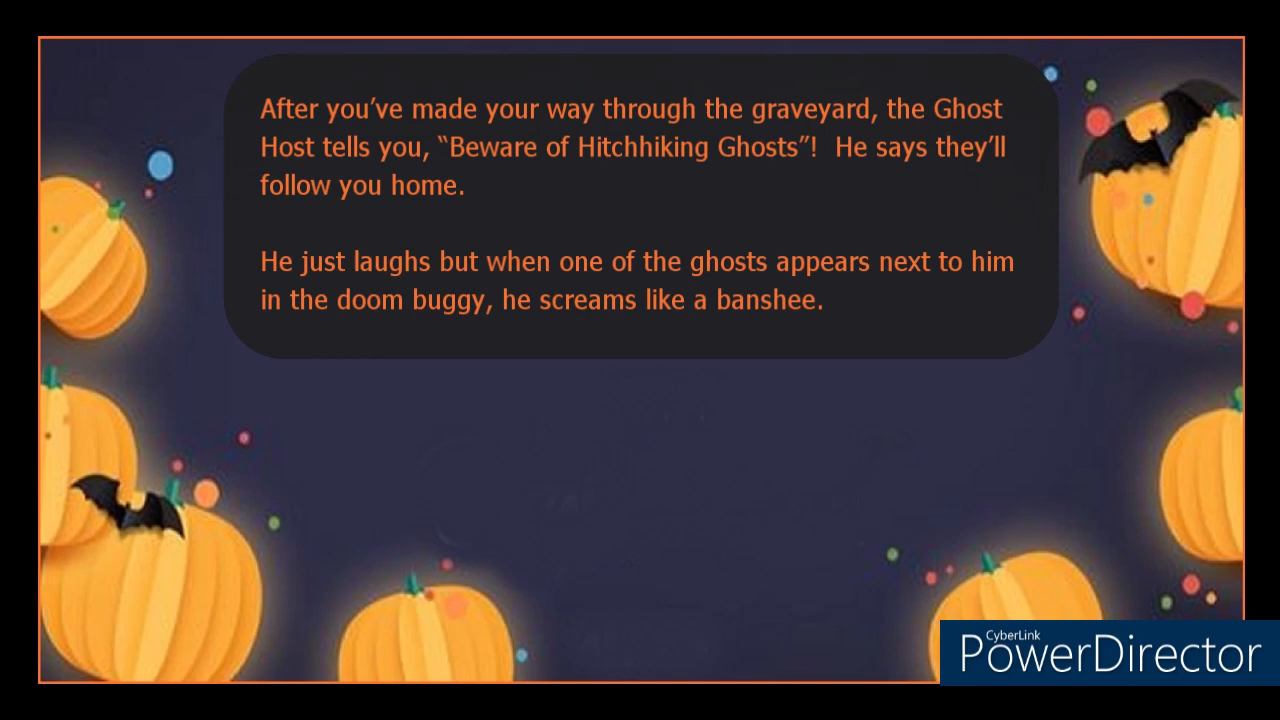 After you’ve made your way through the graveyard, the Ghost
Host tells you, “Beware of Hitchhiking Ghosts”!  He says they’ll
follow you home.
He just laughs but when one of the ghosts appears next to him
in the doom buggy, he screams like a banshee.
CyberLink
PowerDirector